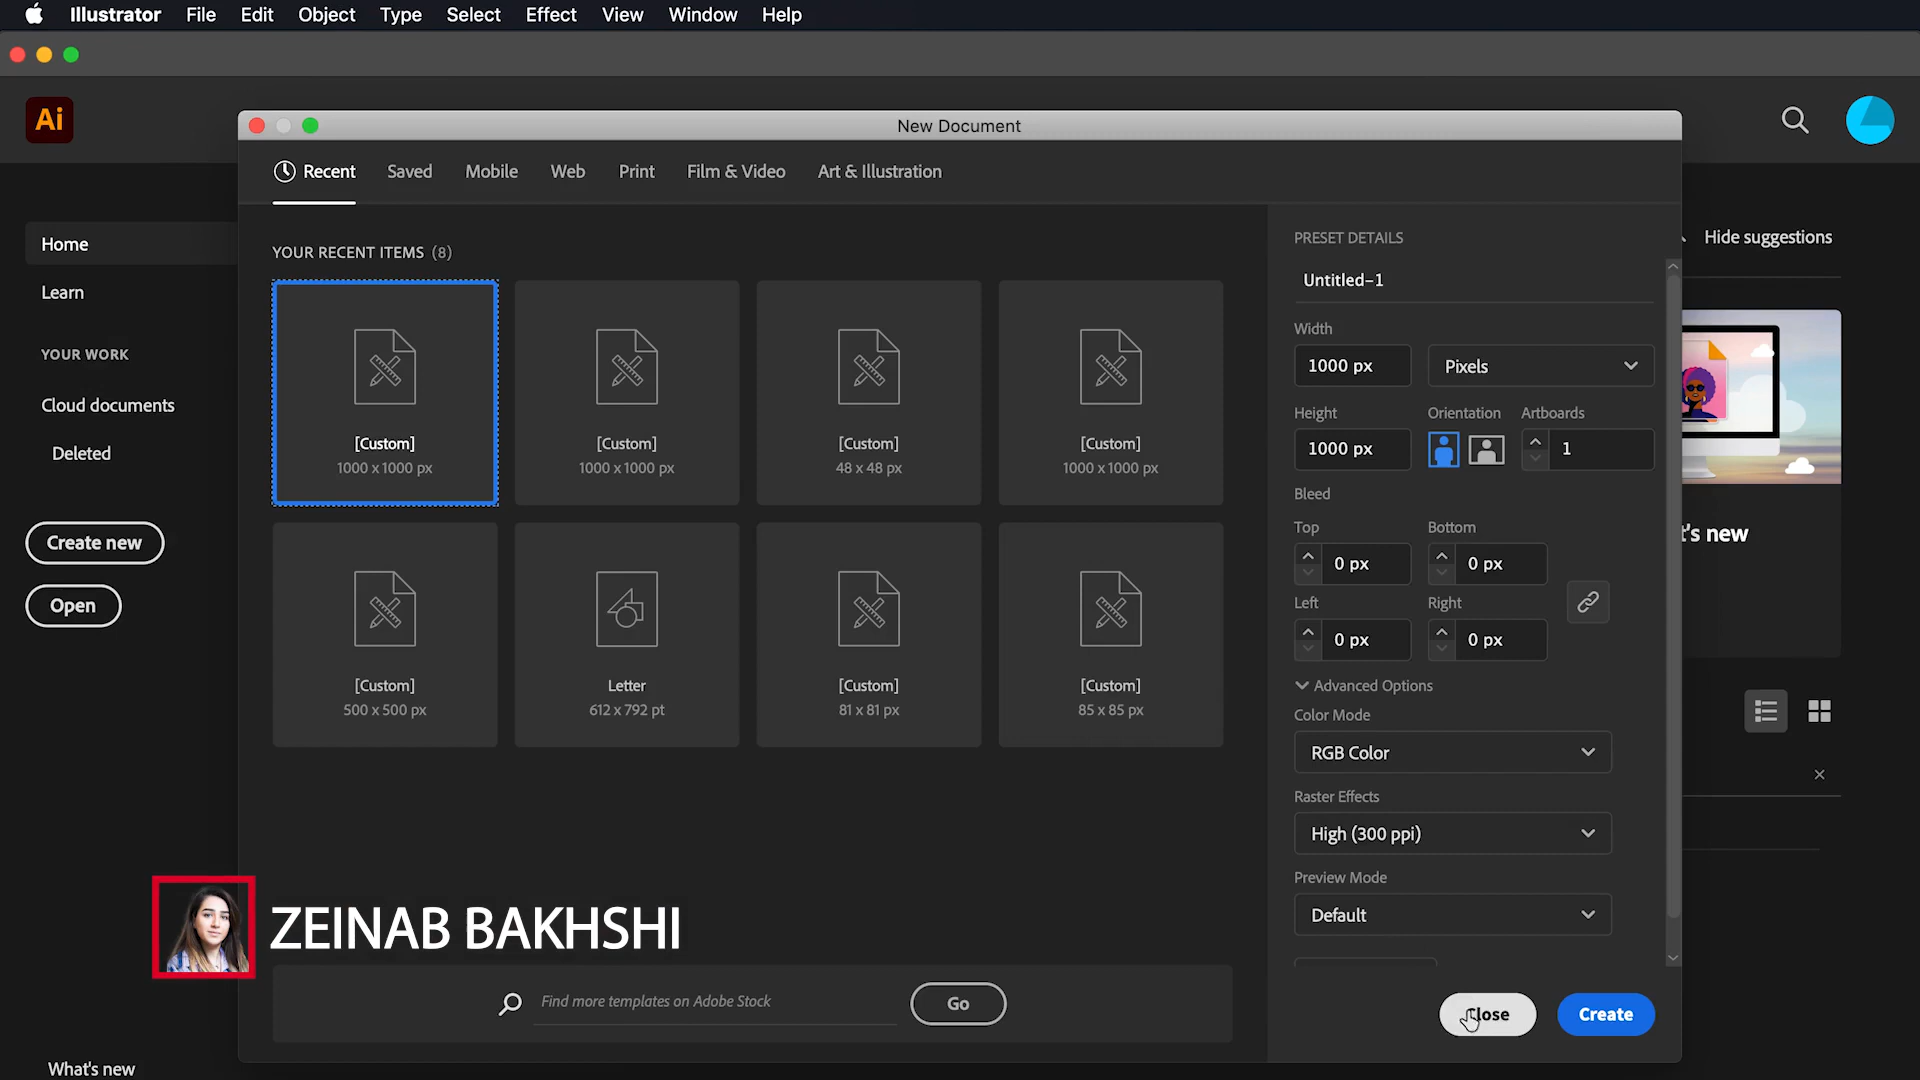 Illustrator File Edit Object Type Select Effect View Window Help
Ai
New Document
Recent Saved Mobile Web Print Film & Video Art & Illustration
Home
Learn
YOUR WORK
Cloud documents
Deleted
Create new
Open
What's new
YOUR RECENT ITEMS (8)
[Custom]
1000 x 1000 px
[Custom]
1000 x 1000 px
[Custom]
48 x 48 px
[Custom]
1000 x 1000 px
[Custom]
500 x 500 px
Letter
612 x 792 pt
[Custom]
81 x 81 px
[Custom]
85 x 85 px
ZEINAB BAKHSHI
Find more templates on Adobe Stock
Go
PRESET DETAILS
Untitled-1
Width
1000 px Pixels
Height Orientation Artboards
1000 px 1
Bleed
Top Bottom
0 px 0 px
Left Right
0 px 0 px
Advanced Options
Color Mode
RGB Color
Raster Effects
High (300 ppi)
Preview Mode
Default
Close Create
Hide suggestions
't's new